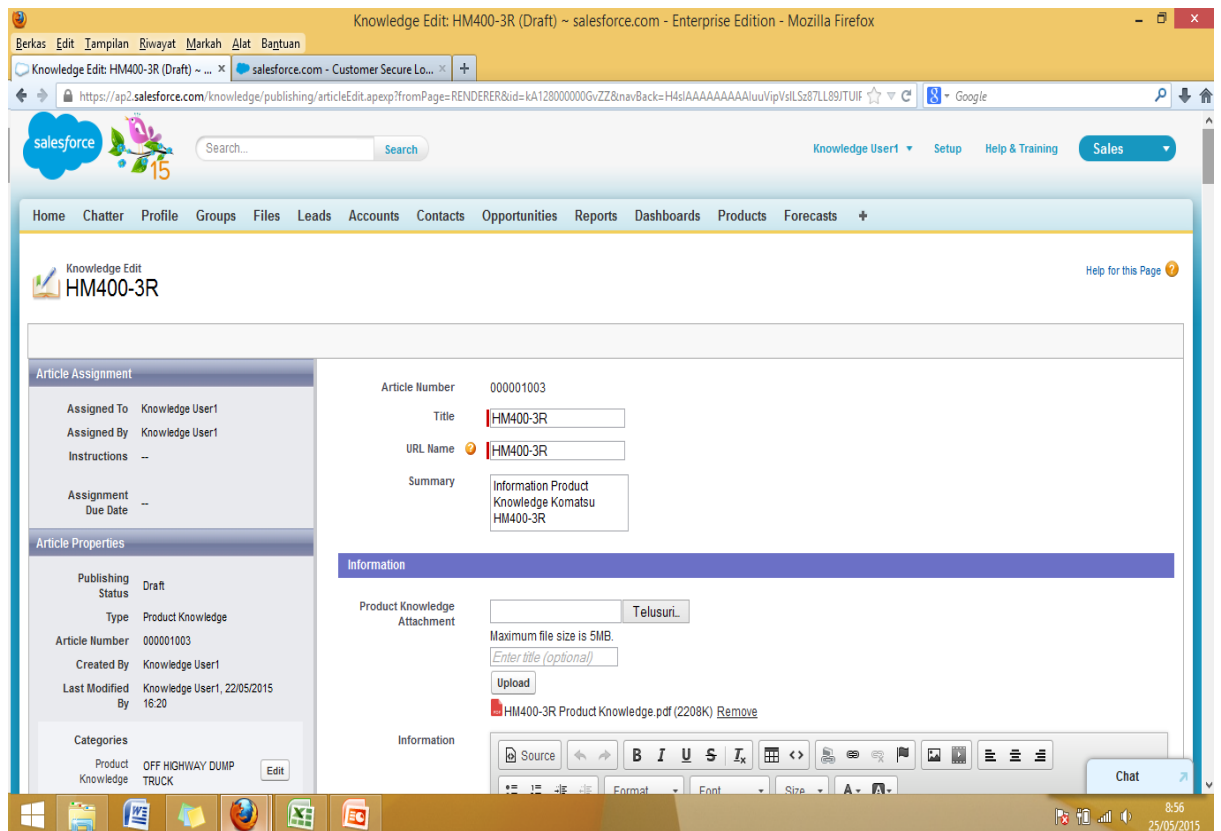 Knowledge Edit: HM400-3R (Draft) ~ salesforce.com - Enterprise Edition - Mozilla Firefox
Berkas Edit Tampilan Riwayat Markah Alat Bantuan
Knowledge Edit: HM400-3R (Draft) ~ ... x salesforce.com - Customer Secure Lo... x +
https://ap2.salesforce.com/knowledge/publishing/articleEdit.apexp?fromPage=RENDERER&id=kA128000000GvZZ&navBack= Google
salesforce 15 Search... Search Knowledge User1 Setup Help & Training Sales
Home Chatter Profile Groups Files Leads Accounts Contacts Opportunities Reports Dashboards Products Forecasts +
Knowledge Edit
HM400-3R
Help for this Page ?
Article Assignment
Assigned To Knowledge User1
Assigned By Knowledge User1
Instructions --
Assignment Due Date --
Article Properties
Publishing
Status Draft
Type Product Knowledge
Article Number 000001003
Created By Knowledge User1
Last Modified Knowledge User1, 22/05/2015
By 16:20
Categories
Product OFF HIGHWAY DUMP
Knowledge TRUCK Edit
Article Number 000001003
Title HM400-3R
URL Name ? HM400-3R
Summary Information Product
Knowledge Komatsu
HM400-3R
Information
Product Knowledge
Attachment Telusuri...
Maximum file size is 5MB.
Enter title (optional)
Upload
HM400-3R Product Knowledge.pdf (2208K) Remove
Information Source B I U S Ix
Format Font Size A A
Chat
8:56
25/05/2015